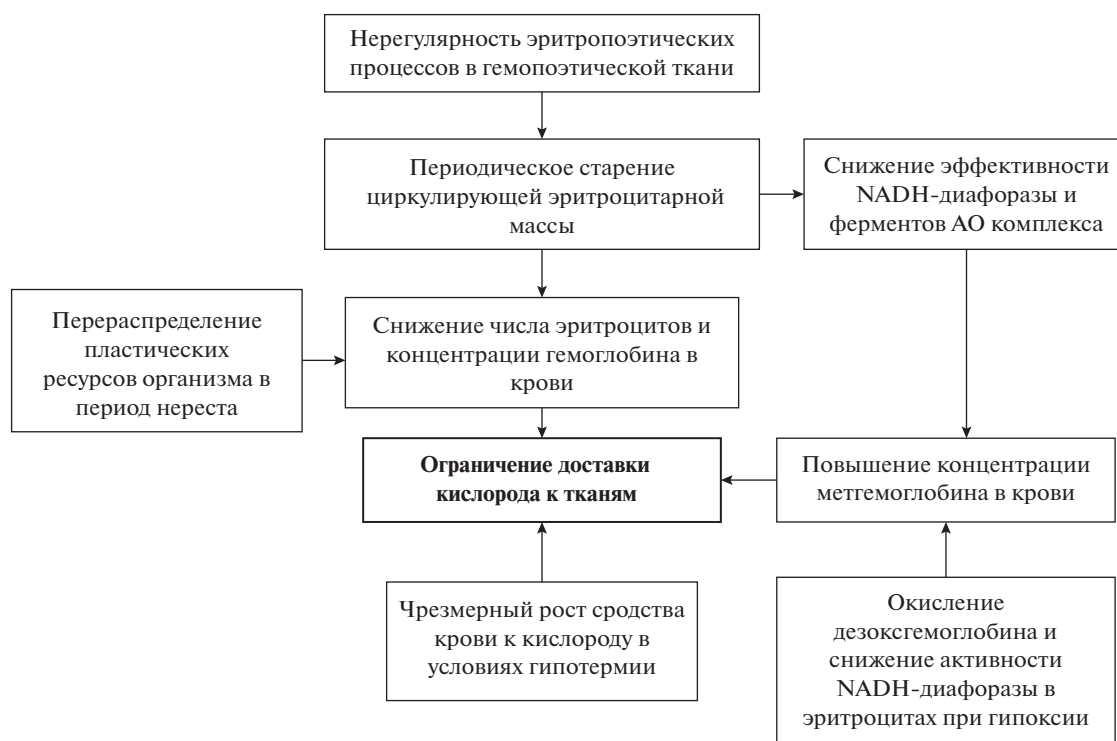 Нерегулярность эритропоэтических
процессов в гемопоэтической ткани
Периодическое старение
циркулирующей эритроцитарной
массы
Снижение эффективности
NADH-диафоразы и
ферментов АО комплекса
Перераспределение
пластических
ресурсов организма в
период нереста
Снижение числа эритроцитов и
концентрации гемоглобина в
крови
Ограничение доставки
кислорода к тканям
Повышение концентрации
метгемоглобина в крови
Чрезмерный рост сродства
крови к кислороду в
условиях гипотермии
Окисление
дезоксгемоглобина и
снижение активности
NADH-диафоразы в
эритроцитах при гипоксии